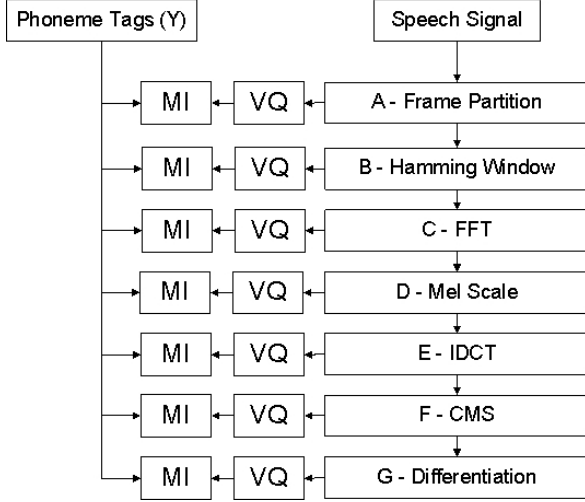 Phoneme Tags (Y) Speech Signal
MI VQ A - Frame Partition
MI VQ B - Hamming Window
MI VQ C - FFT
MI VQ D - Mel Scale
MI VQ E - IDCT
MI VQ F - CMS
MI VQ G - Differentiation